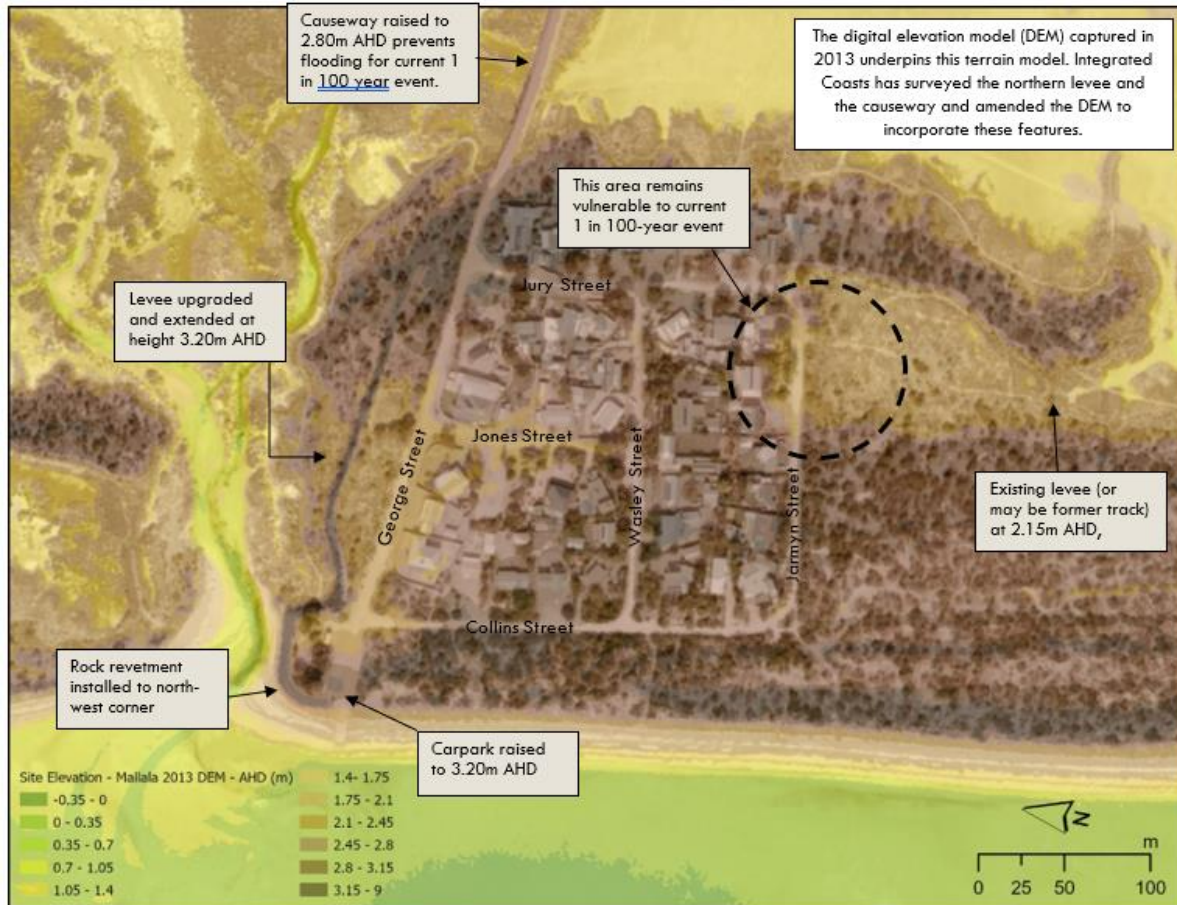 Causeway raised to
2.80m AHD prevents
flooding for current 1
in 100 year event.
The digital elevation model (DEM) captured in
2013 underpins this terrain model. Integrated
Coasts has surveyed the northern levee and
the causeway and amended the DEM to
incorporate these features.
This area remains
vulnerable to current
1 in 100-year event
Levee upgraded
and extended at
height 3.20m AHD
Jury Street
Jones Street
George Street
Wasley Street
Jarmyn Street
Collins Street
Existing levee (or
may be former track)
at 2.15m AHD,
Rock revetment
installed to north-
west corner
Carpark raised
to 3.20m AHD
Site Elevation - Mallala 2013 DEM - AHD (m)
-0.35 - 0
0 - 0.35
0.35 - 0.7
0.7 - 1.05
1.05 - 1.4
1.4- 1.75
1.75 - 2.1
2.1 - 2.45
2.45 - 2.8
2.8 - 3.15
3.15 - 9
N
m
0 25 50 100